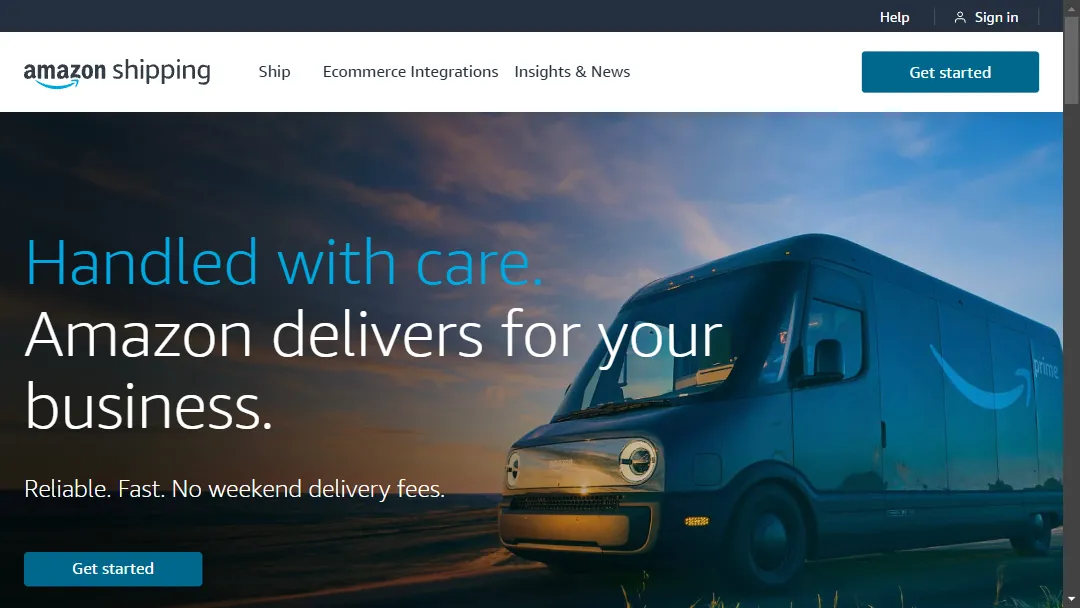 Help
Sign in
amazon shipping
Ship
Ecommerce Integrations
Insights & News
Get started
Handled with care.
Amazon delivers for your
business.
Reliable. Fast. No weekend delivery fees.
Get started
prime